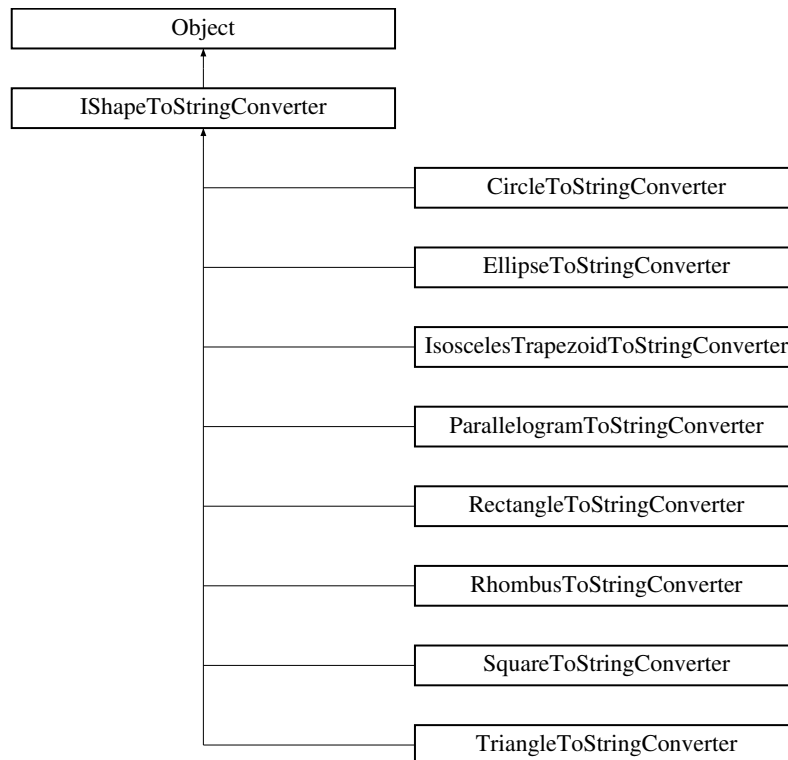 Object
IShapeToStringConverter
CircleToStringConverter
EllipseToStringConverter
IsoscelesTrapezoidToStringConverter
ParallelogramToStringConverter
RectangleToStringConverter
RhombusToStringConverter
SquareToStringConverter
TriangleToStringConverter